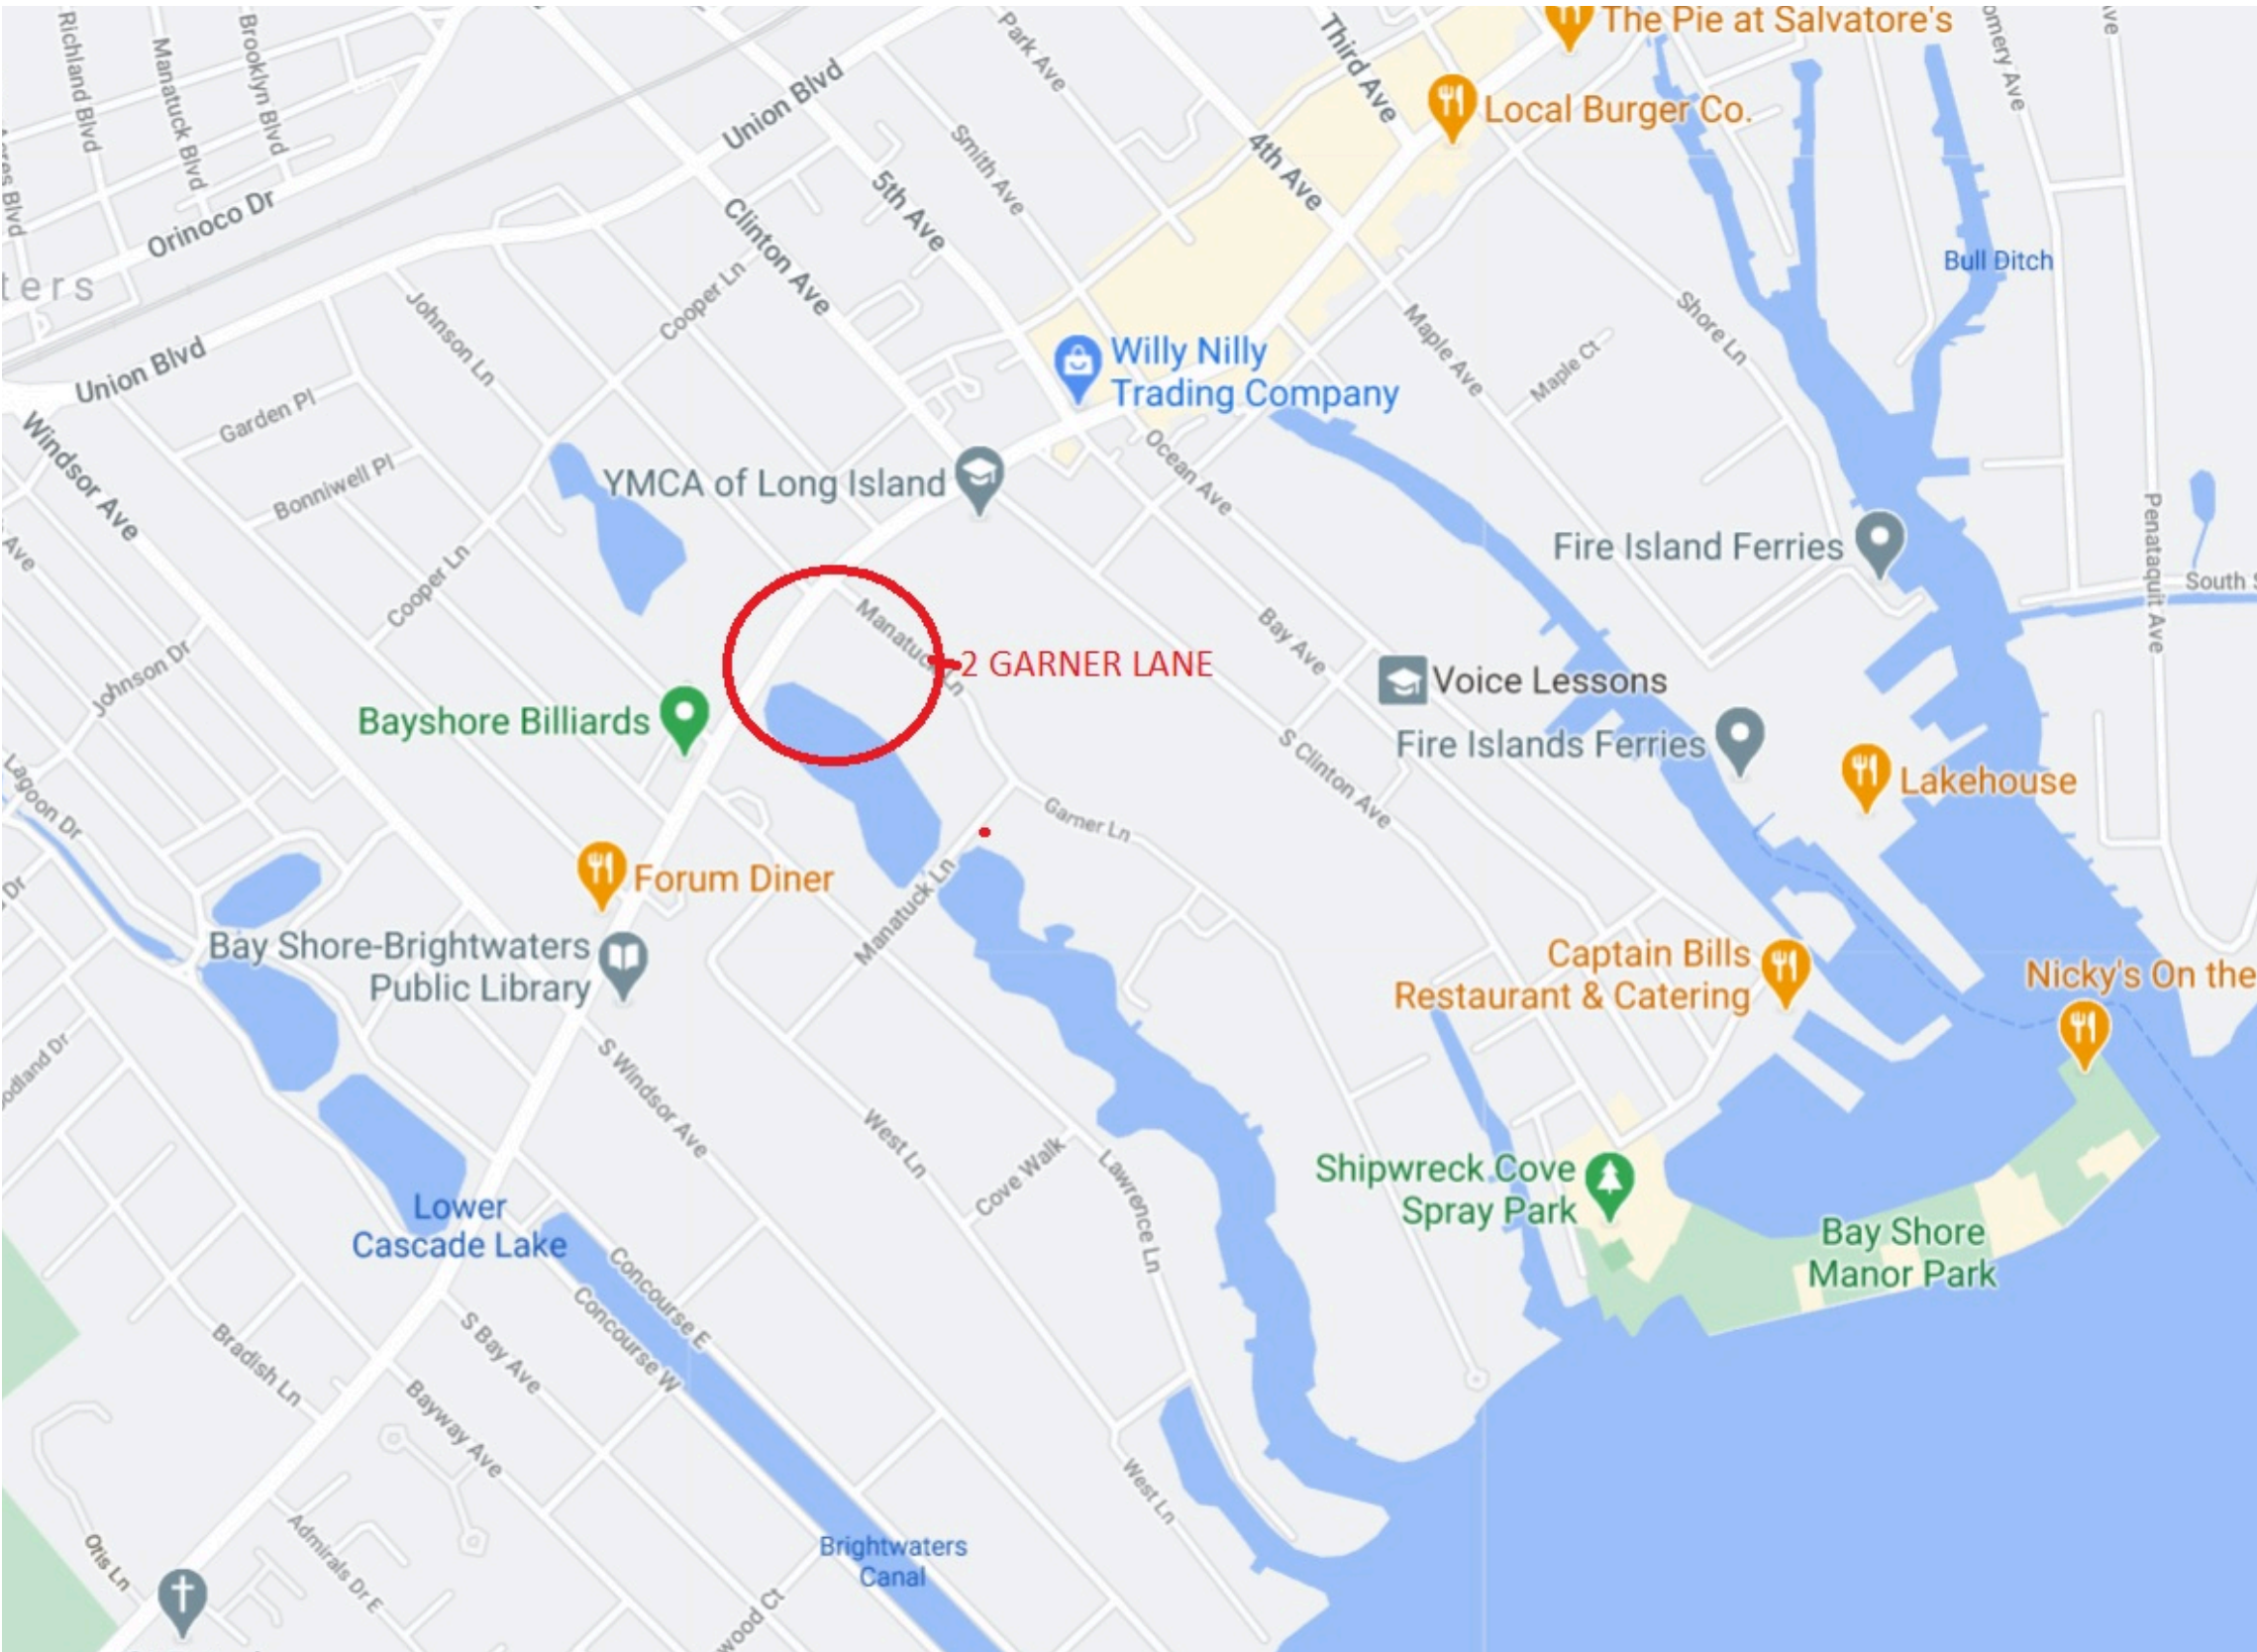 The Pie at Salvatore's
Richland Blvd
Manatuck Blvd
Brooklyn Blvd
Park Ave
Third Ave
Union Blvd
Local Burger Co.
Smith Ave
4th Ave
5th Ave
Orinoco Dr
Clinton Ave
Bull Ditch
Cooper Ln
Johnson Ln
Shore Ln
Maple Ave
Maple Ct
Willy Nilly
Trading Company
Union Blvd
Garden Pl
Windsor Ave
Bonniwell Pl
Ocean Ave
YMCA of Long Island
Penataquit Ave
Fire Island Ferries
Cooper Ln
South
Manatuck Ln
Bay Ave
2 GARNER LANE
Johnson Dr
Voice Lessons
Bayshore Billiards
Fire Islands Ferries
S Clinton Ave
Lakehouse
Lagoon Dr
Garner Ln
Forum Diner
Manatuck Ln
Bay Shore-Brightwaters
Public Library
Captain Bills
Restaurant & Catering
Nicky's On the
S Windsor Ave
West Ln
Cove Walk
Lawrence Ln
Shipwreck Cove
Spray Park
Lower
Cascade Lake
Bay Shore
Manor Park
Concourse E
Concourse W
S Bay Ave
Bradish Ln
Bayway Ave
West Ln
Otis Ln
Admirals Dr E
Brightwaters
Canal
wood Ct